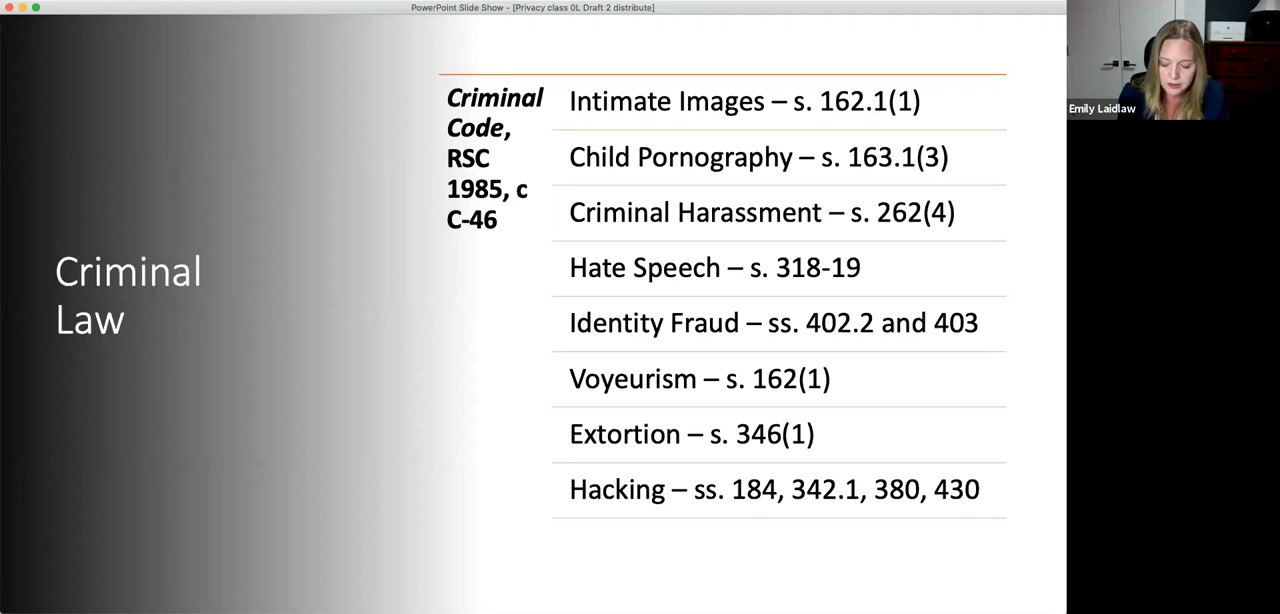 PowerPoint Slide Show - [Privacy class 0L Draft 2 distribute]
Criminal
Law
Criminal
Code,
RSC
1985, c
C-46
Intimate Images – s. 162.1(1)
Child Pornography – s. 163.1(3)
Criminal Harassment – s. 262(4)
Hate Speech – s. 318-19
Identity Fraud – ss. 402.2 and 403
Voyeurism – s. 162(1)
Extortion – s. 346(1)
Hacking – ss. 184, 342.1, 380, 430
Emily Laidlaw